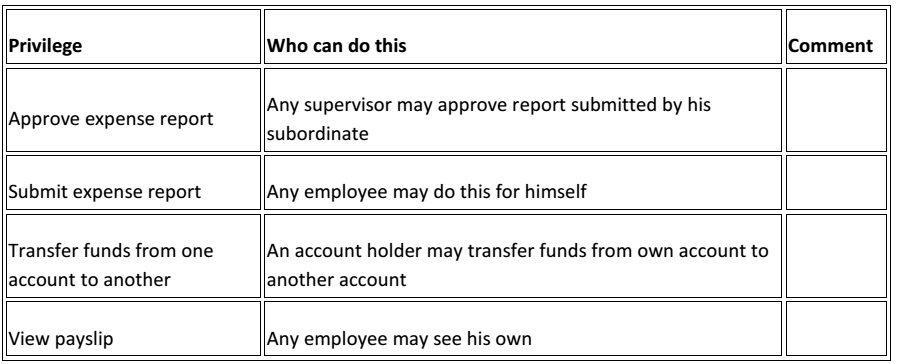 Privilege Who can do this Comment
Approve expense report Any supervisor may approve report submitted by his
subordinate
Submit expense report Any employee may do this for himself
Transfer funds from one
account to another An account holder may transfer funds from own account to
another account
View payslip Any employee may see his own